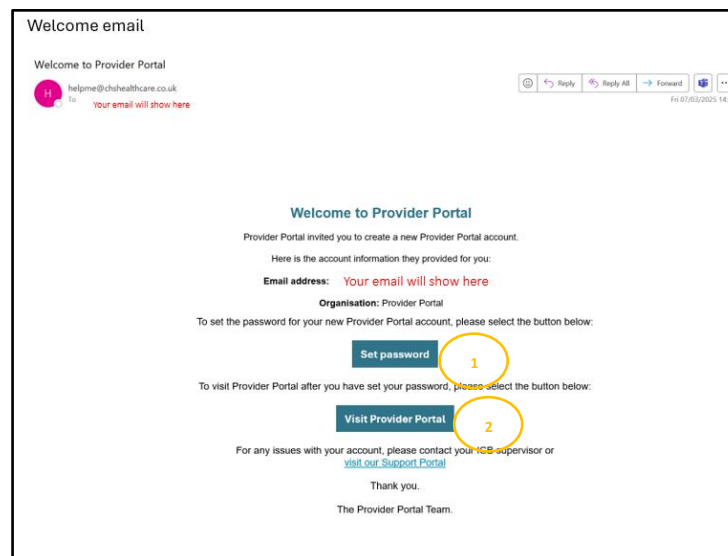 Welcome email
Welcome to Provider Portal
H
helpme@chshealthcare.co.uk
To Your email will show here
Reply Reply All Forward
Fri 07/03/2025 14:
Welcome to Provider Portal
Provider Portal invited you to create a new Provider Portal account.
Here is the account information they provided for you:
Email address: Your email will show here
Organisation: Provider Portal
To set the password for your new Provider Portal account, please select the button below:
Set password 1
To visit Provider Portal after you have set your password, please select the button below:
Visit Provider Portal 2
For any issues with your account, please contact your ICB supervisor or
visit our Support Portal
Thank you.
The Provider Portal Team.